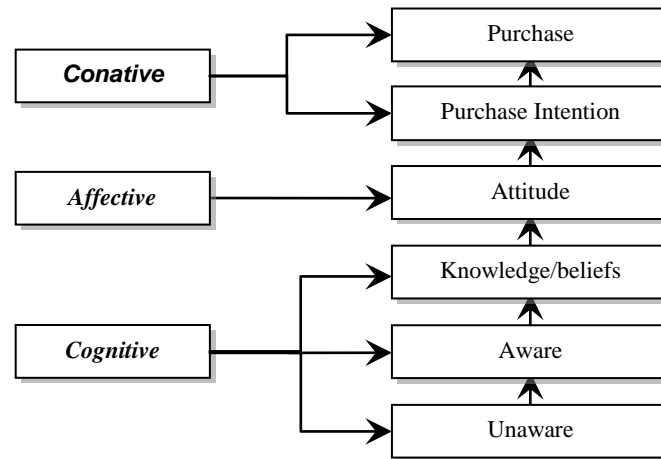 Purchase
Conative
Purchase Intention
Affective
Attitude
Knowledge/beliefs
Cognitive
Aware
Unaware